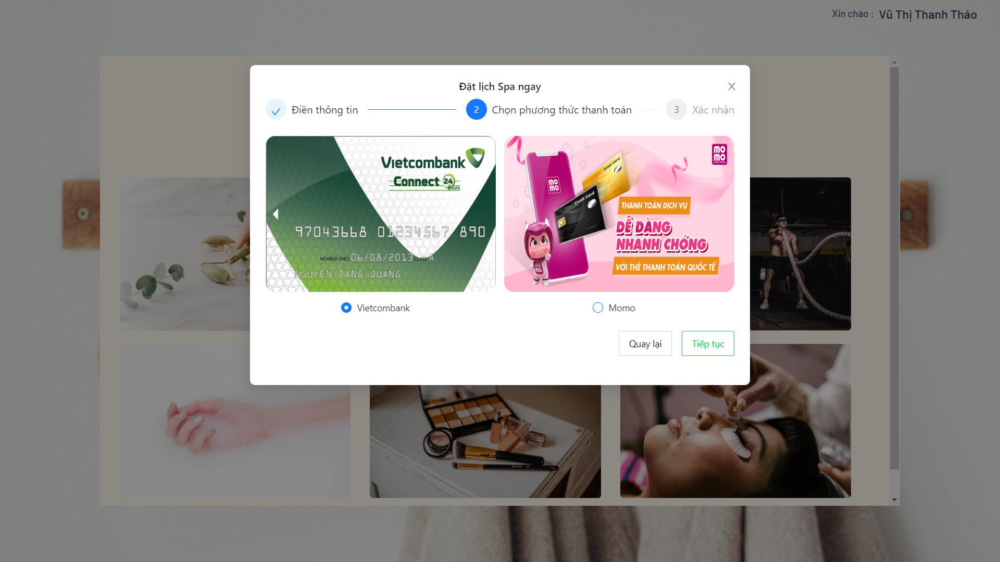 Xin chào : Vũ Thị Thanh Thảo
Đặt lịch Spa ngay
Điền thông tin
2 Chọn phương thức thanh toán
3 Xác nhận
Vietcombank
Connect 24
Hours
97043668 01234567 890
MEMBER SINCE 06/08/2013 CLASS A
NGUYEN DANG QUANG
MO
MO
Debit Card
MO
MO
Credit Card
THANH TOÁN DỊCH VỤ
DỄ DÀNG
NHANH CHÓNG
VỚI THẺ THANH TOÁN QUỐC TẾ
MO
MO
Vietcombank
Momo
Quay lại
Tiếp tục